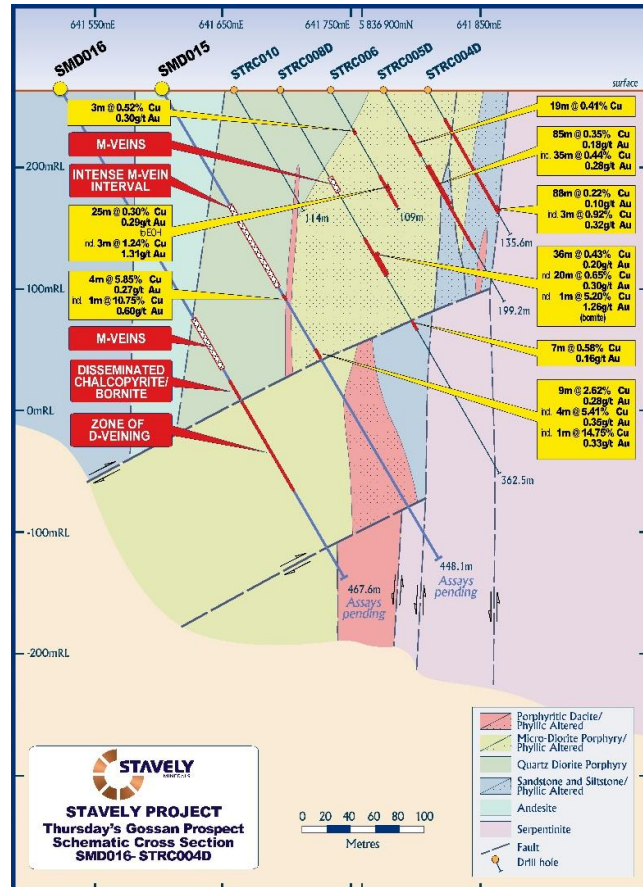 641 550mE
641 650mE
641 750mE
5 836 900mN
641 850mE
SMD016
SMD015
STRC010
STRC008D
STRC006
STRC005D
STRC004D
surface
3m @ 0.52% Cu
0.30g/t Au
M-VEINS
INTENSE M-VEIN
INTERVAL
25m @ 0.30% Cu
0.29g/t Au
to EOH
incl. 3m @ 1.24% Cu
1.31g/t Au
4m @ 5.85% Cu
0.27g/t Au
incl. 1m @ 10.75% Cu
0.60g/t Au
M-VEINS
DISSEMINATED
CHALCOPYRITE/
BORNITE
ZONE OF
D-VEINING
200mRL
100mRL
0mRL
-100mRL
-200mRL
19m @ 0.41% Cu
85m @ 0.35% Cu
0.18g/t Au
incl. 35m @ 0.44% Cu
0.28g/t Au
88m @ 0.22% Cu
0.10g/t Au
incl. 3m @ 0.92% Cu
0.32g/t Au
36m @ 0.43% Cu
0.20g/t Au
incl. 20m @ 0.65% Cu
0.30g/t Au
incl. 1m @ 5.20% Cu
1.26g/t Au
(bornite)
7m @ 0.58% Cu
0.16g/t Au
9m @ 2.62% Cu
0.28g/t Au
incl. 4m @ 5.41% Cu
0.35g/t Au
incl. 1m @ 14.75% Cu
0.33g/t Au
114m
109m
135.6m
199.2m
362.5m
448.1m
Assays
pending
467.6m
Assays
pending
STAVELY
MINERALS
STAVELY PROJECT
Thursday's Gossan Prospect
Schematic Cross Section
SMD016- STRC004D
0 20 40 60 80 100
Metres
Porphyritic Dacite/
Phyllic Altered
Micro-Diorite Porphyry/
Phyllic Altered
Quartz Diorite Porphyry
Sandstone and Siltstone/
Phyllic Altered
Andesite
Serpentinite
Fault
Drill hole